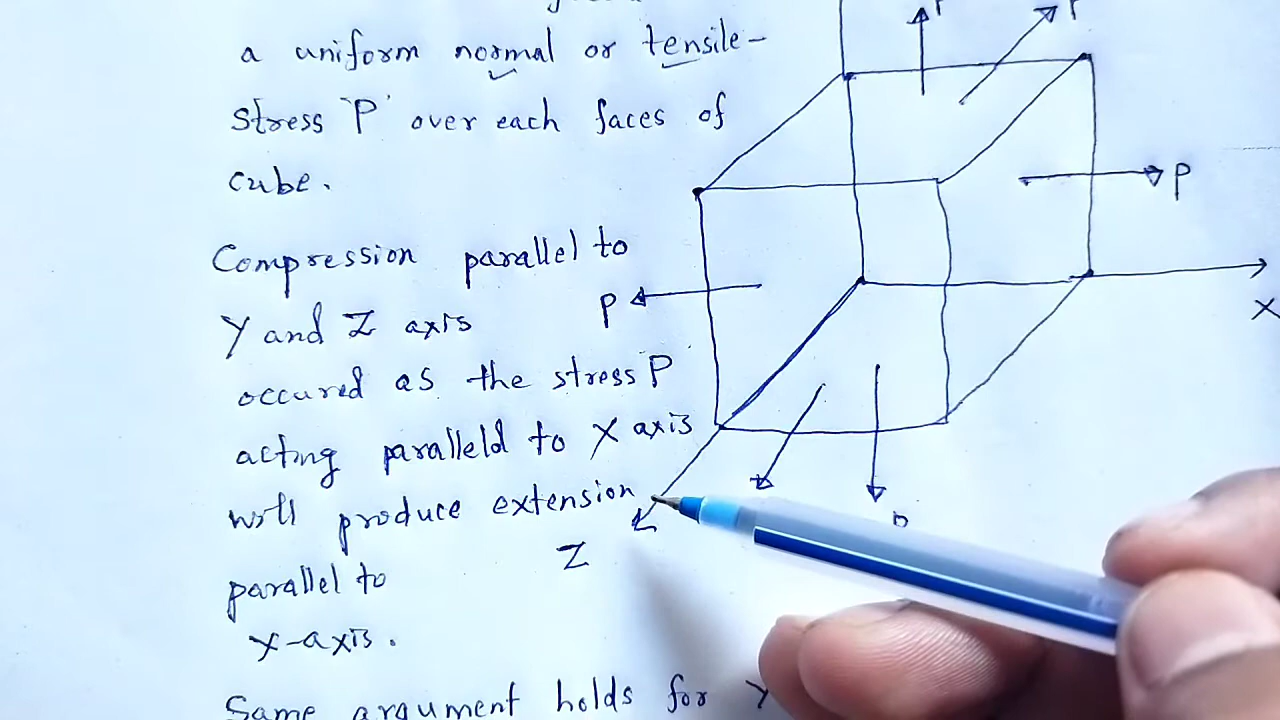 a uniform normal or tensile-
stress 'P' over each faces of
cube.
Compression parallel to
Y and Z axis
occured as the stress P
acting paralleld to X axis
will produce extension
parallel to
x-axis.
Same argument holds for Y
P
P
X
Z